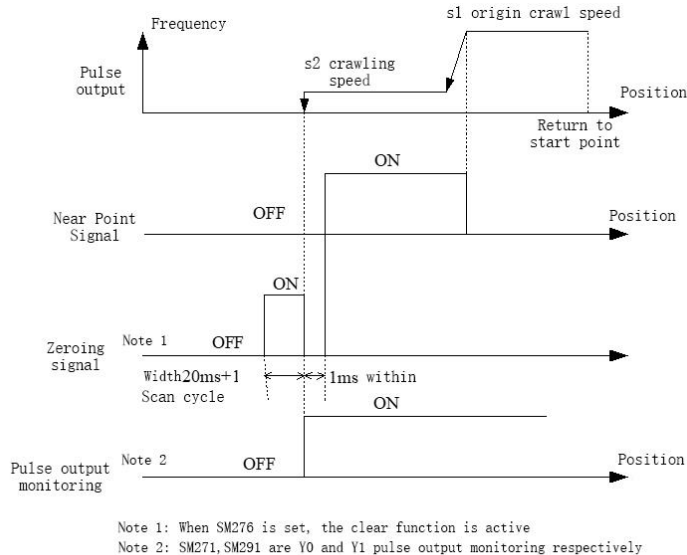 Frequency
s1 origin crawl speed
s2 crawling
speed
Pulse
output
Position
Return to
start point
ON
OFF
Near Point
Signal
Position
ON
Zeroing
signal
Note 1
OFF
Width20ms+1
Scan cycle
1ms within
ON
Pulse output
monitoring
Note 2
OFF
Position
Note 1: When SM276 is set, the clear function is active
Note 2: SM271,SM291 are Y0 and Y1 pulse output monitoring respectively